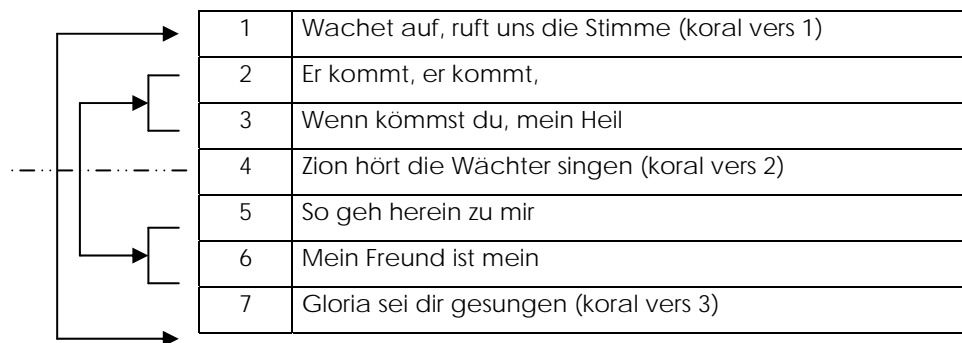 1 Wachet auf, ruft uns die Stimme (koral vers 1)
2 Er kommt, er kommt,
3 Wenn kömmst du, mein Heil
4 Zion hört die Wächter singen (koral vers 2)
5 So geh herein zu mir
6 Mein Freund ist mein
7 Gloria sei dir gesungen (koral vers 3)